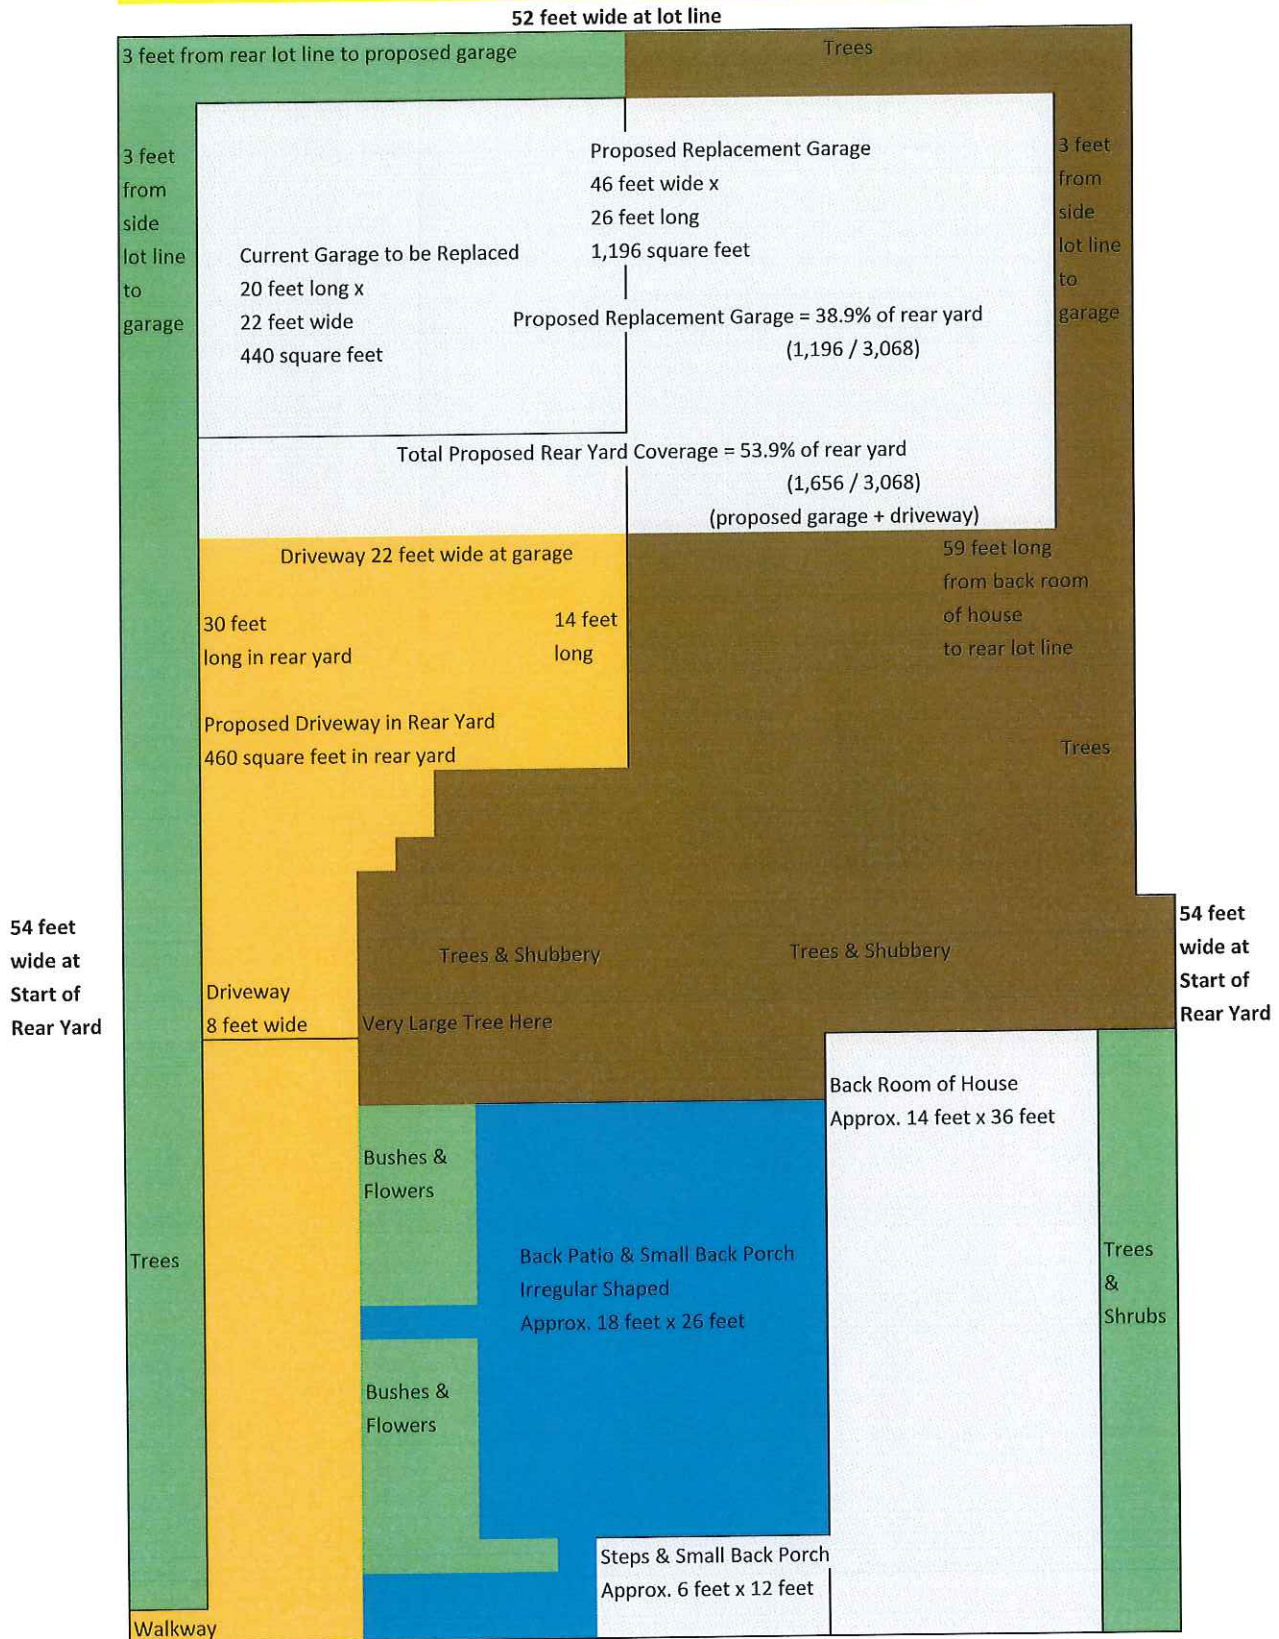 52 feet wide at lot line
3 feet from rear lot line to proposed garage
Trees
3 feet
from
side
lot line
to
garage
Proposed Replacement Garage
46 feet wide x
26 feet long
1,196 square feet
3 feet
from
side
lot line
to
garage
Current Garage to be Replaced
20 feet long x
22 feet wide
440 square feet
Proposed Replacement Garage = 38.9% of rear yard
(1,196 / 3,068)
Total Proposed Rear Yard Coverage = 53.9% of rear yard
(1,656 / 3,068)
(proposed garage + driveway)
Driveway 22 feet wide at garage
59 feet long
from back room
of house
to rear lot line
30 feet
long in rear yard
14 feet
long
Proposed Driveway in Rear Yard
460 square feet in rear yard
Trees
54 feet
wide at
Start of
Rear Yard
Trees & Shubbery
Trees & Shubbery
54 feet
wide at
Start of
Rear Yard
Driveway
8 feet wide
Very Large Tree Here
Back Room of House
Approx. 14 feet x 36 feet
Bushes &
Flowers
Trees
Back Patio & Small Back Porch
Irregular Shaped
Approx. 18 feet x 26 feet
Trees
&
Shrubs
Bushes &
Flowers
Steps & Small Back Porch
Approx. 6 feet x 12 feet
Walkway